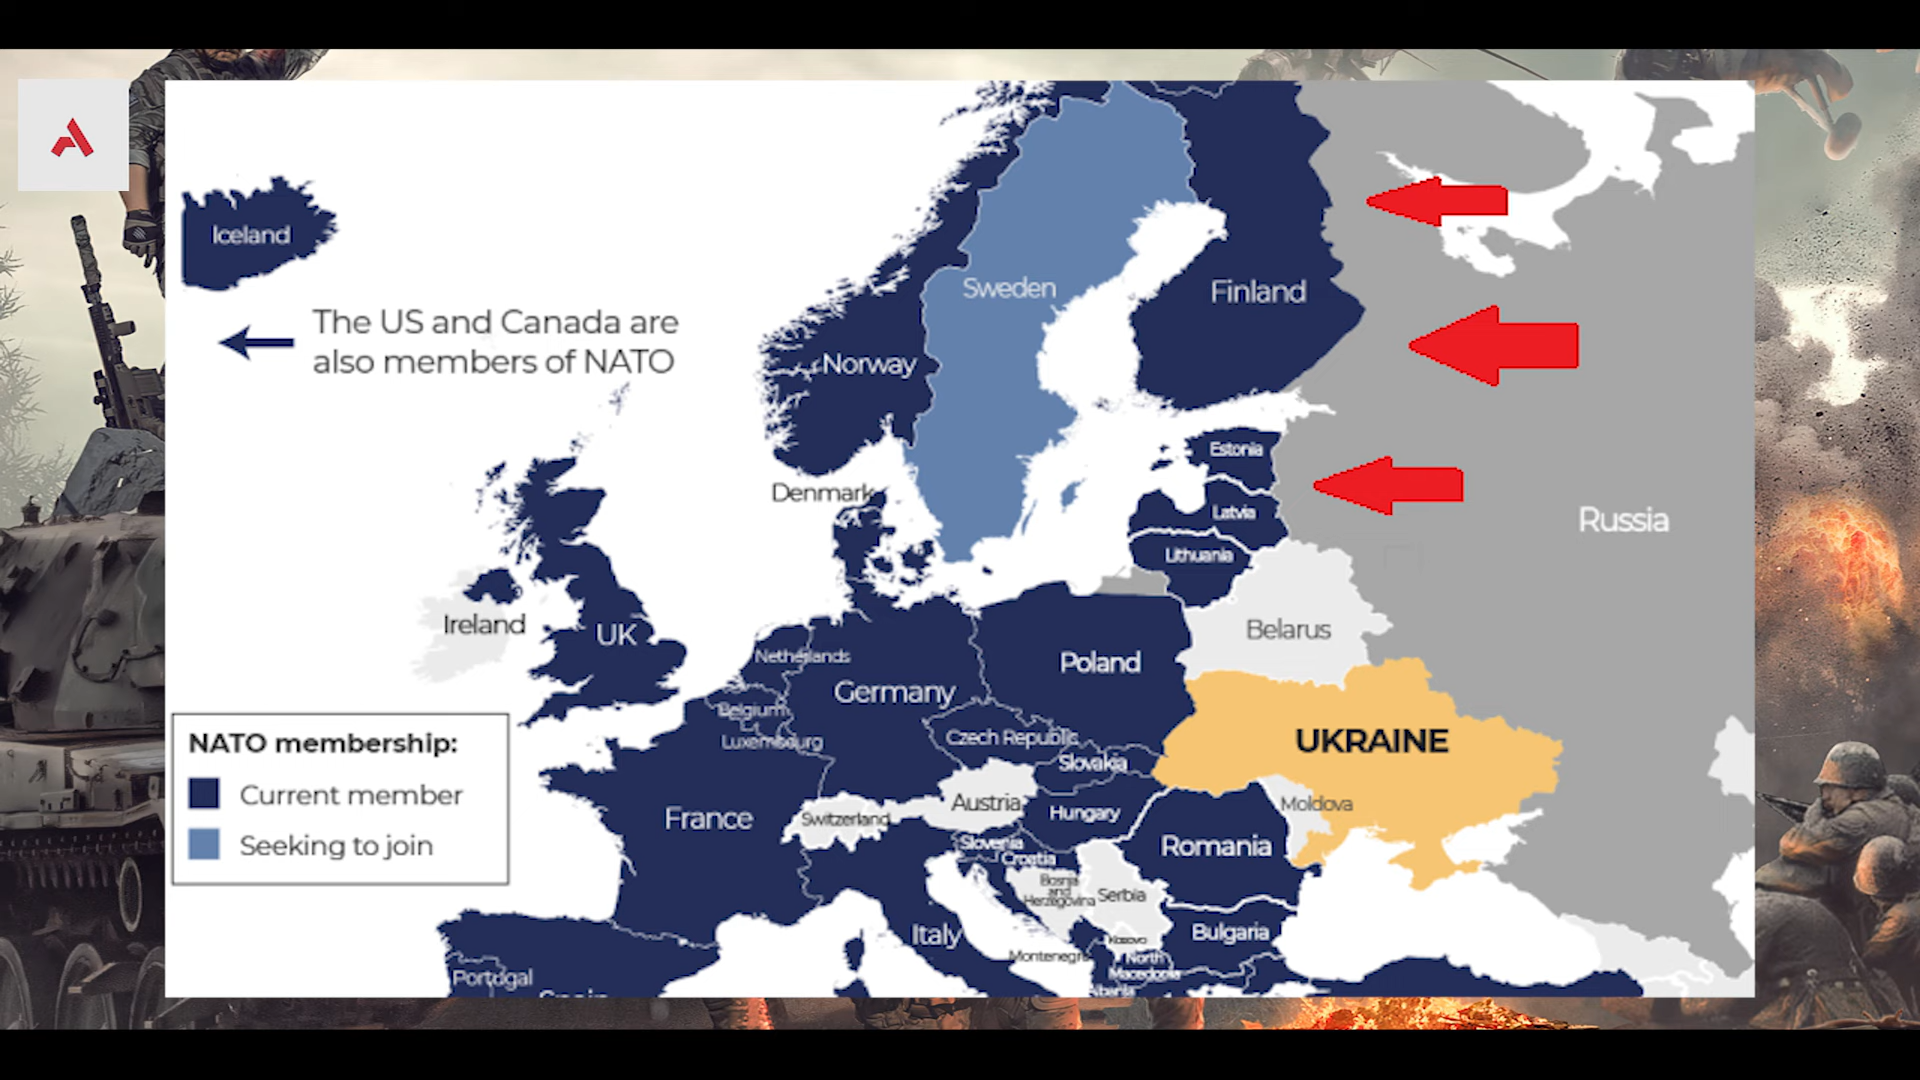 Iceland
The US and Canada are
also members of NATO
Sweden
Finland
Norway
Estonia
Denmark
Latvia
Russia
Lithuania
Ireland
UK
Belarus
Netherlands
Poland
Germany
Belgium
Luxembourg
Czech Republic
UKRAINE
Slovakia
NATO membership:
Current member
Seeking to join
Austria
Moldova
France
Switzerland
Hungary
Slovenia
Croatia
Romania
Bosnia
and
Herzegovina
Serbia
Italy
Bulgaria
Kosovo
Montenegro
North
Macedonia
Portugal
Spain
Albania